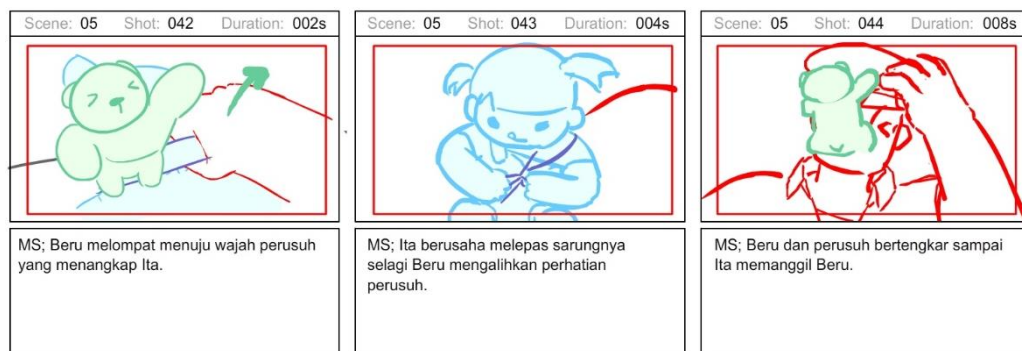 Scene: 05 Shot: 042 Duration: 002s
MS; Beru melompat menuju wajah perusuh
yang menangkap Ita.
Scene: 05 Shot: 043 Duration: 004s
MS; Ita berusaha melepas sarungnya
selagi Beru mengalihkan perhatian
perusuh.
Scene: 05 Shot: 044 Duration: 008s
MS; Beru dan perusuh bertengkar sampai
Ita memanggil Beru.